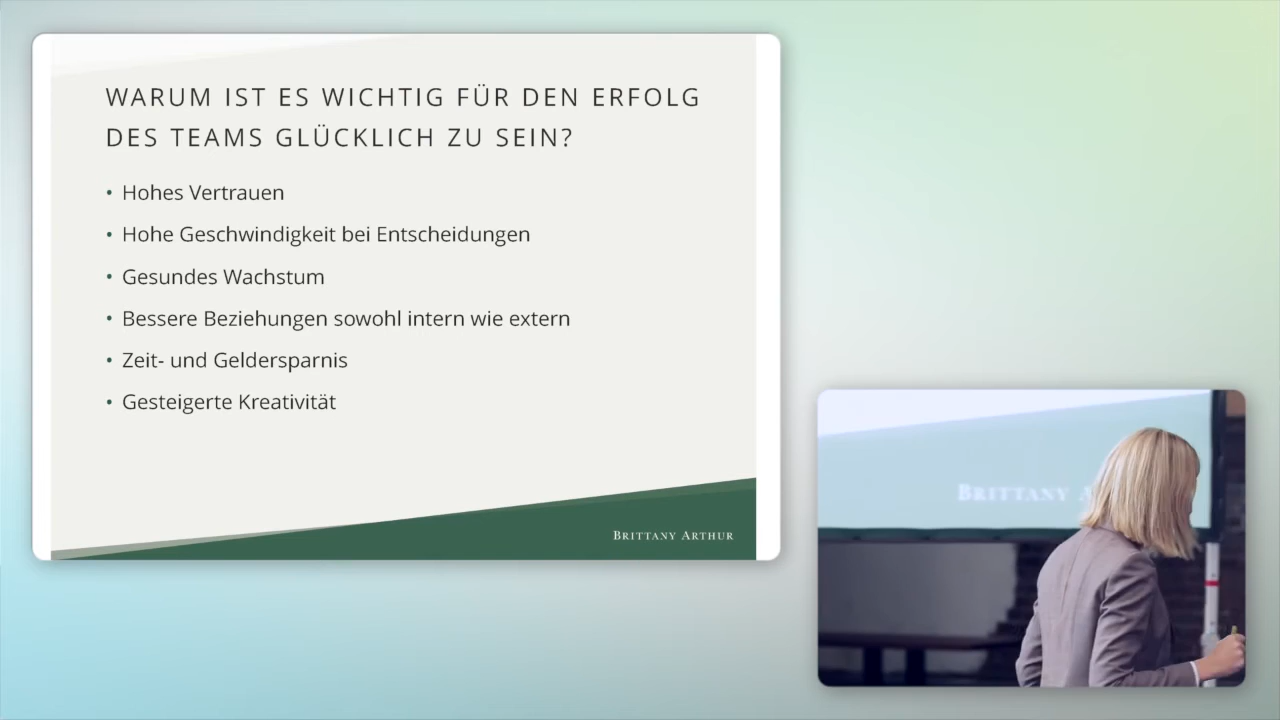 WARUM IST ES WICHTIG FÜR DEN ERFOLG
DES TEAMS GLÜCKLICH ZU SEIN?
• Hohes Vertrauen
• Hohe Geschwindigkeit bei Entscheidungen
• Gesundes Wachstum
• Bessere Beziehungen sowohl intern wie extern
• Zeit- und Geldersparnis
• Gesteigerte Kreativität
BRITTANY ARTHUR
BRITTANY A